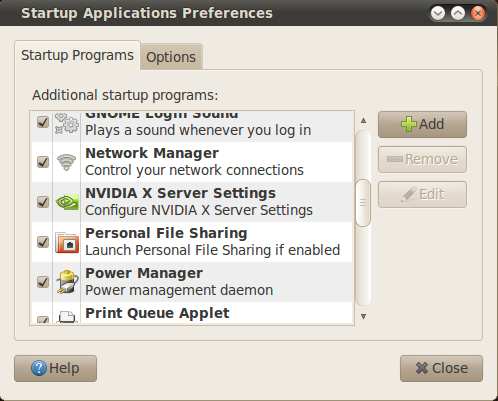 Startup Applications Preferences
Startup Programs
Options
Additional startup programs:
GNOME Login Sound
Plays a sound whenever you log in
Network Manager
Control your network connections
NVIDIA X Server Settings
Configure NVIDIA X Server Settings
Personal File Sharing
Launch Personal File Sharing if enabled
Power Manager
Power management daemon
Print Queue Applet
Add
Remove
Edit
Help
Close